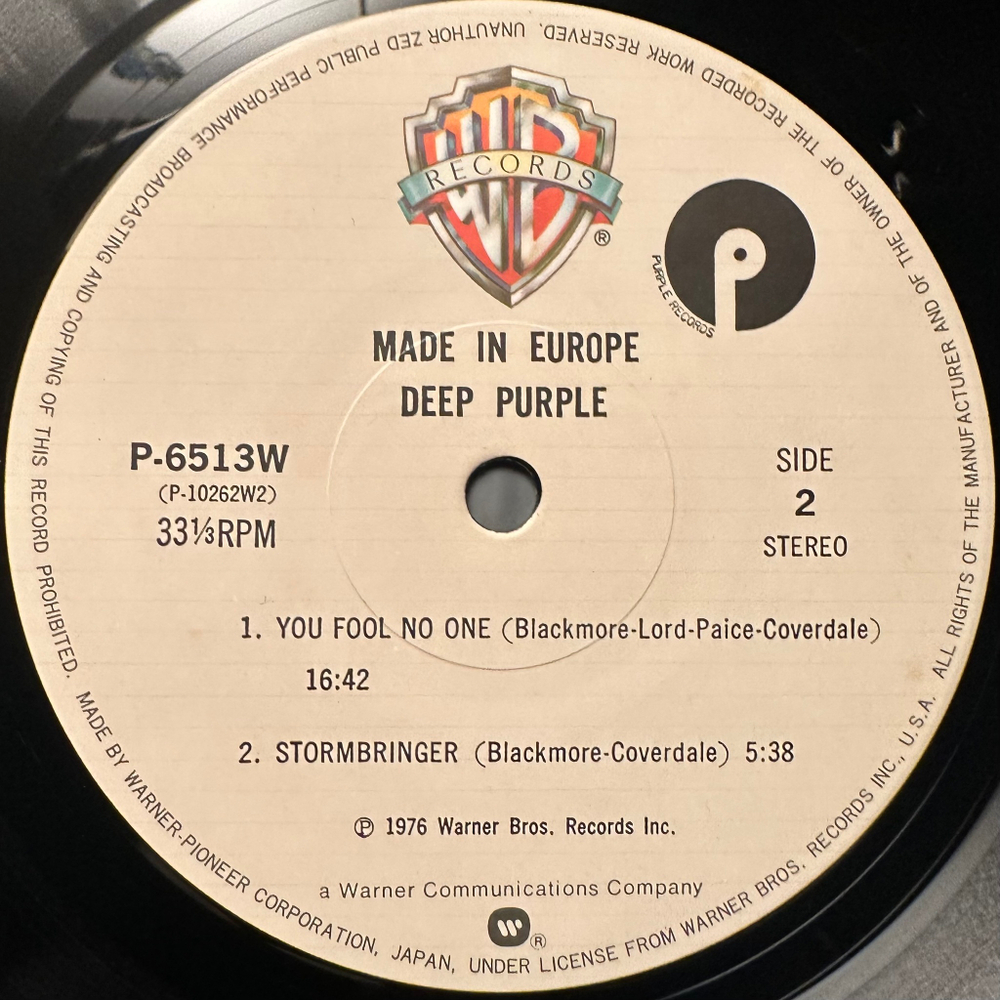 WB
RECORDS
®
P
PURPLE RECORDS
MADE IN EUROPE
DEEP PURPLE
P-6513W
(P-10262W2)
33⅓RPM
SIDE
2
STEREO
1. YOU FOOL NO ONE (Blackmore-Lord-Paice-Coverdale)
16:42
2. STORMBRINGER (Blackmore-Coverdale) 5:38
Ⓟ 1976 Warner Bros. Records Inc.
a Warner Communications Company
W ®
MADE BY WARNER-PIONEER CORPORATION, JAPAN, UNDER LICENSE FROM WARNER BROS. RECORDS INC., U.S.A. ALL RIGHTS OF THE MANUFACTURER AND OF THE OWNER OF THE RECORDED WORK RESERVED. UNAUTHOR ZED PUBLIC PERFORMANCE BROADCASTING AND COPYING OF THIS RECORD PROHIBITED.